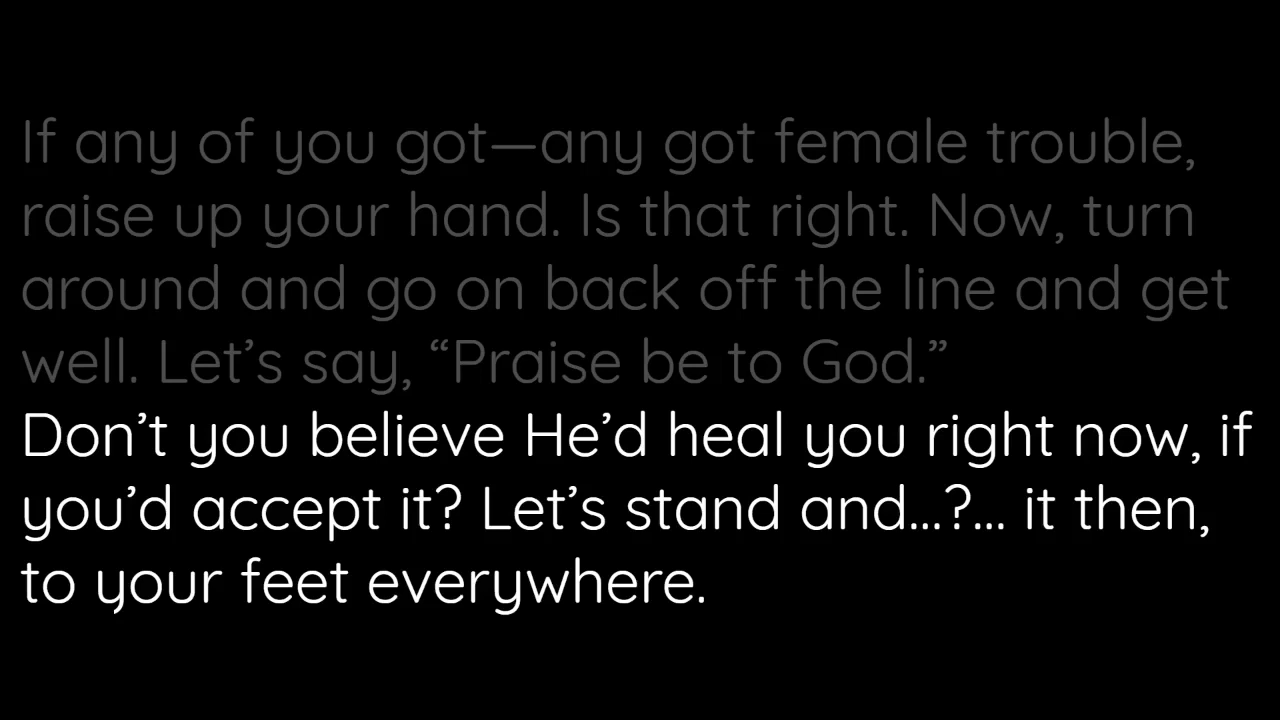 If any of you got—any got female trouble,
raise up your hand. Is that right. Now, turn
around and go on back off the line and get
well. Let’s say, “Praise be to God.”
Don’t you believe He’d heal you right now, if
you’d accept it? Let’s stand and...?... it then,
to your feet everywhere.